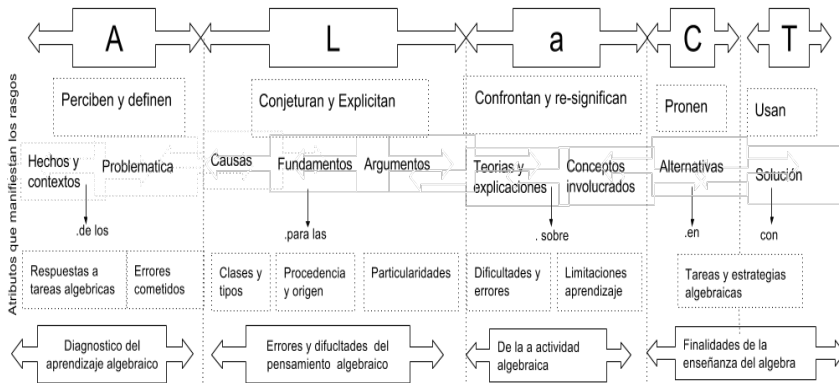 A L a C T
Perciben y definen
Conjeturan y Explicitan
Confrontan y re-significan
Pronen
Usan
Hechos y
contextos
Problematica
Causas
Fundamentos
Argumentos
Teorias y
explicaciones
Conceptos
involucrados
Alternativas
Solución
.de los
.para las
. sobre
.en
con
Respuestas a
tareas algebricas
Errores
cometidos
Clases y
tipos
Procedencia
y origen
Particularidades
Dificultades y
errores
Limitaciones
aprendizaje
Tareas y estrategias
algebraicas
Diagnostico del
aprendizaje algebraico
Errores y difucltades del
pensamiento algebraico
De la a actividad
algebraica
Finalidades de la
enseñanza del algebra
Atributos que manifiestan los rasgos